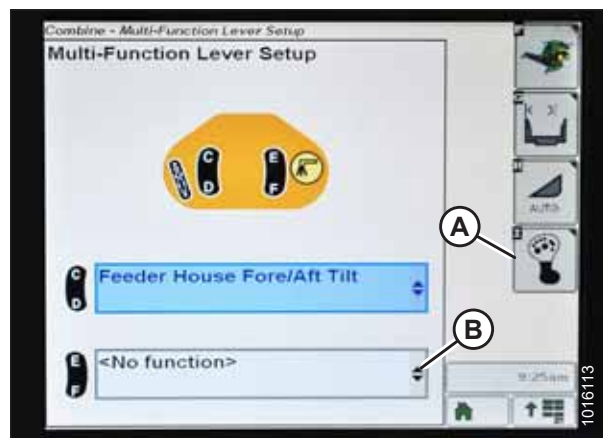 Combine - Multi-Function Lever Setup
Multi-Function Lever Setup
C
D
E
F
AUTO
A
C
D
Feeder House Fore/Aft Tilt
B
E
F
<No function>
9:25am
1016113